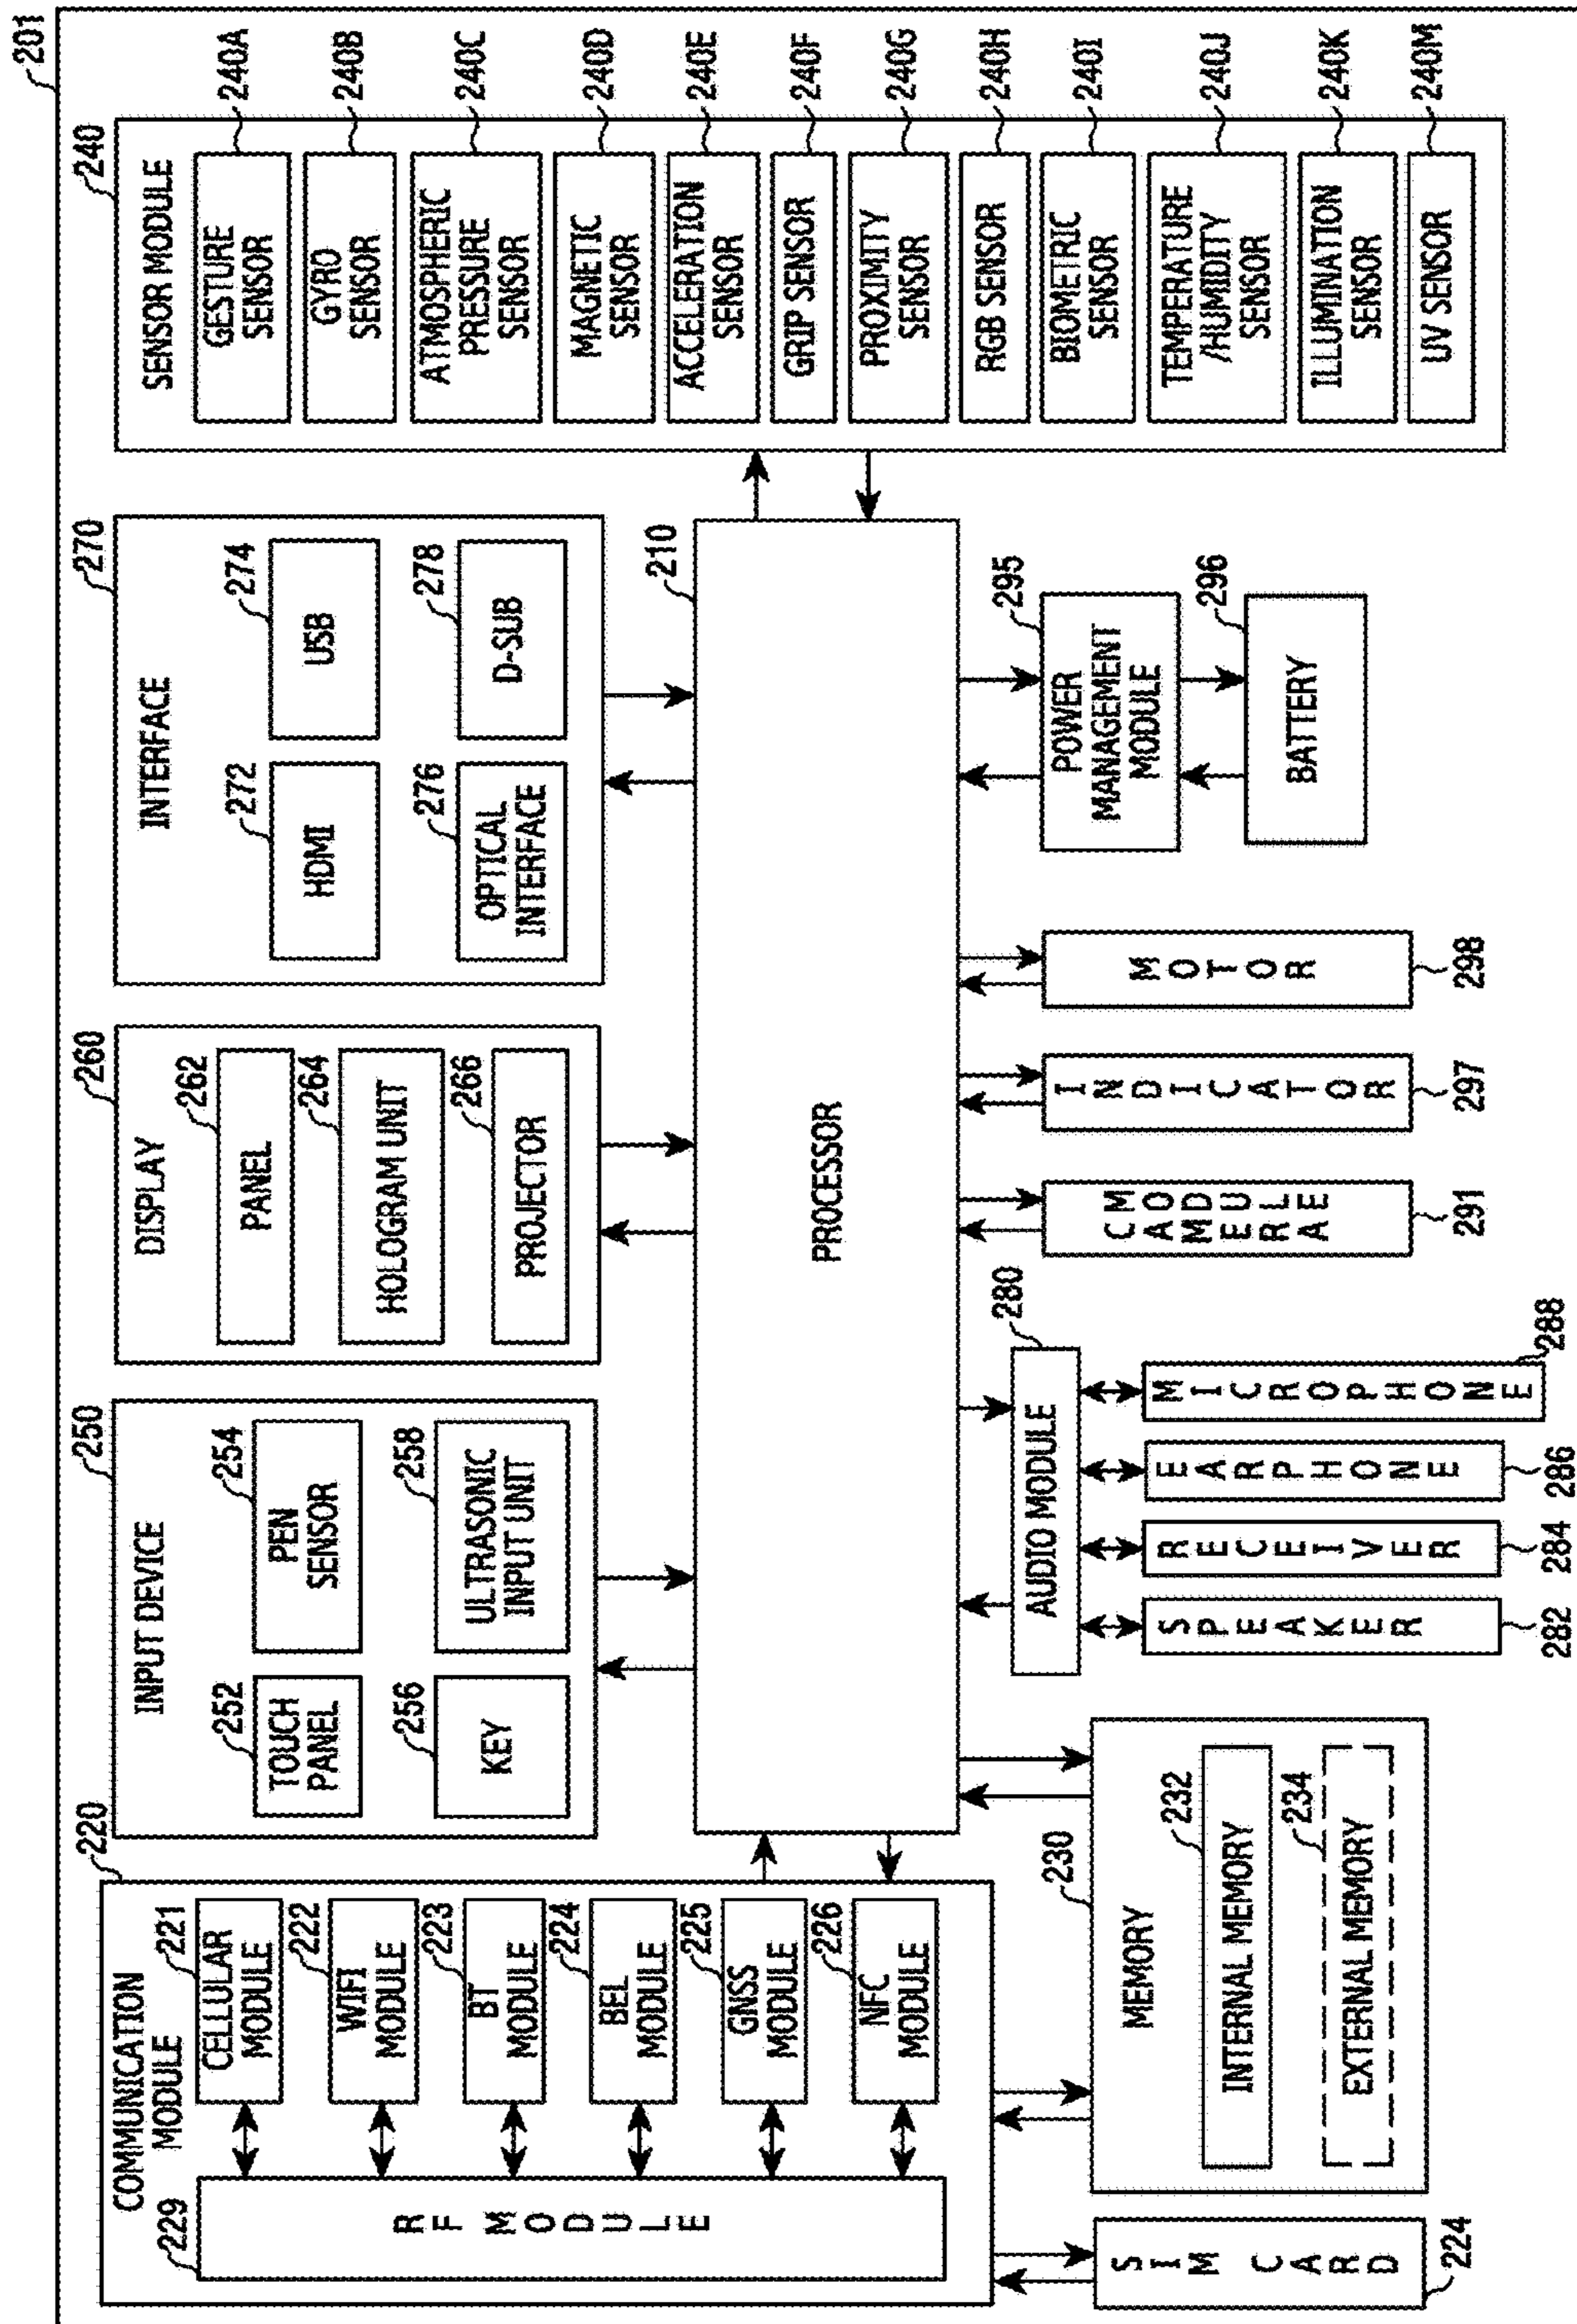 201
COMMUNICATION
MODULE
220
229
RF MODULE
221
CELLULAR
MODULE
222
WIFI
MODULE
223
BT
MODULE
224
BEL
MODULE
225
GNSS
MODULE
226
NFC
MODULE
INPUT DEVICE
250
252
TOUCH
PANEL
254
PEN
SENSOR
256
KEY
258
ULTRASONIC
INPUT UNIT
DISPLAY
260
262
PANEL
264
HOLOGRAM UNIT
266
PROJECTOR
INTERFACE
270
272
HDMI
274
USB
276
OPTICAL
INTERFACE
278
D-SUB
SENSOR MODULE
240
GESTURE
SENSOR
240A
GYRO
SENSOR
240B
ATMOSPHERIC
PRESSURE
SENSOR
240C
MAGNETIC
SENSOR
240D
ACCELERATION
SENSOR
240E
GRIP SENSOR
240F
PROXIMITY
SENSOR
240G
RGB SENSOR
240H
BIOMETRIC
SENSOR
240I
TEMPERATURE
/HUMIDITY
SENSOR
240J
ILLUMINATION
SENSOR
240K
UV SENSOR
240M
PROCESSOR
210
SIM CARD
224
MEMORY
230
232
INTERNAL MEMORY
234
EXTERNAL MEMORY
AUDIO MODULE
280
SPEAKER
282
RECEIVER
284
EARPHONE
286
MICROPHONE
288
CAMERA
MODULE
291
INDICATOR
297
MOTOR
298
POWER
MANAGEMENT
MODULE
295
BATTERY
296